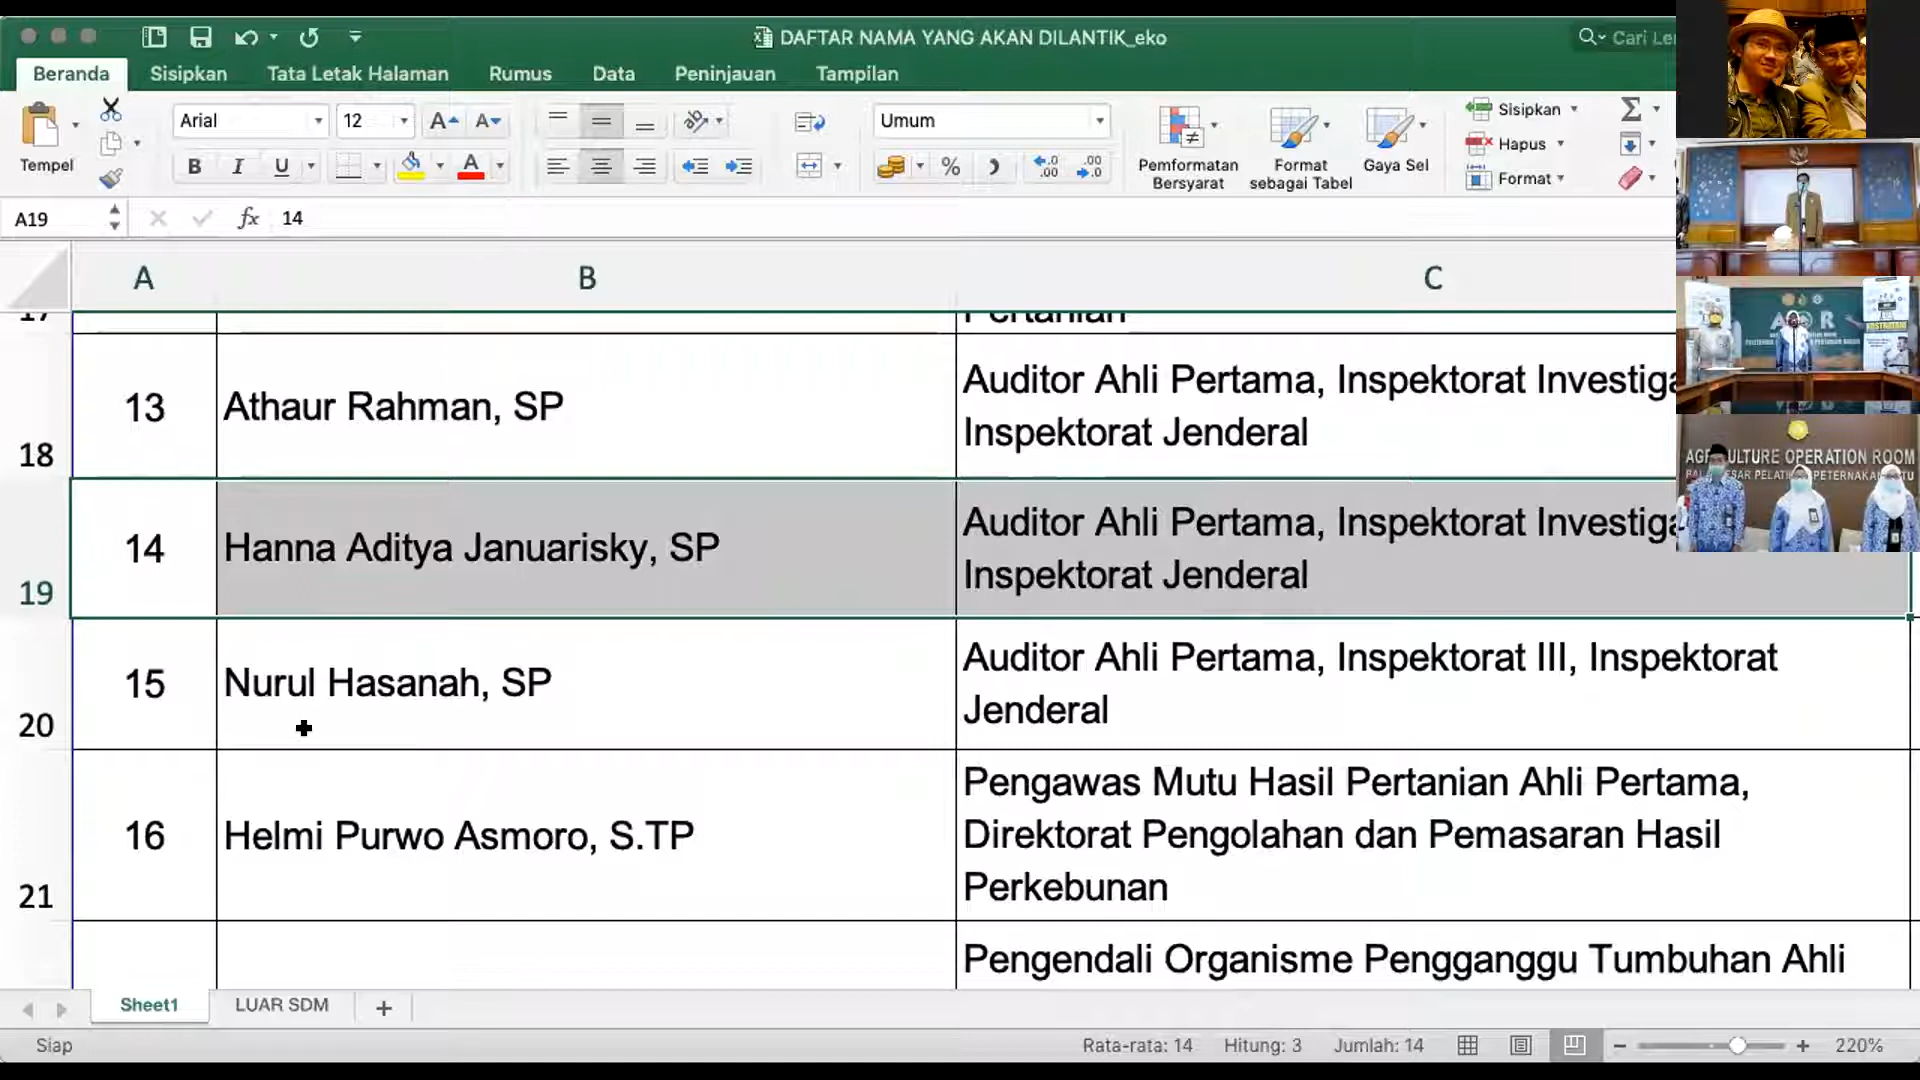 DAFTAR NAMA YANG AKAN DILANTIK_eko
Beranda Sisipkan Tata Letak Halaman Rumus Data Peninjauan Tampilan
Tempel
Arial 12
Umum
Pemformatan Bersyarat
Format sebagai Tabel
Gaya Sel
Sisipkan
Hapus
Format
A19 fx 14
A B C
17 Pertanian
18 13 Athaur Rahman, SP Auditor Ahli Pertama, Inspektorat
Inspektorat Jenderal
19 14 Hanna Aditya Januarisky, SP Auditor Ahli Pertama, Inspektorat
Inspektorat Jenderal
20 15 Nurul Hasanah, SP Auditor Ahli Pertama, Inspektorat III, Inspektorat
Jenderal
21 16 Helmi Purwo Asmoro, S.TP Pengawas Mutu Hasil Pertanian Ahli Pertama,
Direktorat Pengolahan dan Pemasaran Hasil
Perkebunan
Pengendali Organisme Pengganggu Tumbuhan Ahli
Sheet1 LUAR SDM
Siap Rata-rata: 14 Hitung: 3 Jumlah: 14 220%
OPERATION ROOM